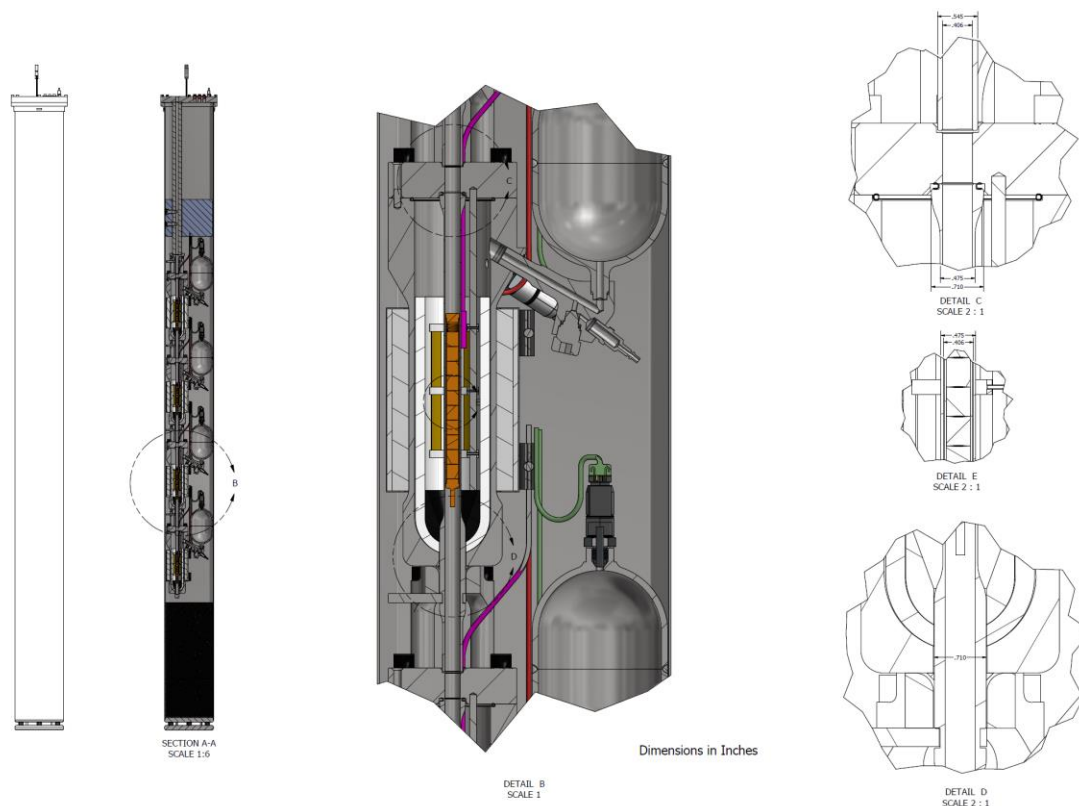 SECTION A-A
SCALE 1:6
B
C
D
Dimensions in Inches
DETAIL B
SCALE 1
.545
.406
.475
.710
DETAIL C
SCALE 2 : 1
.475
.406
DETAIL E
SCALE 2 : 1
.710
DETAIL D
SCALE 2 : 1